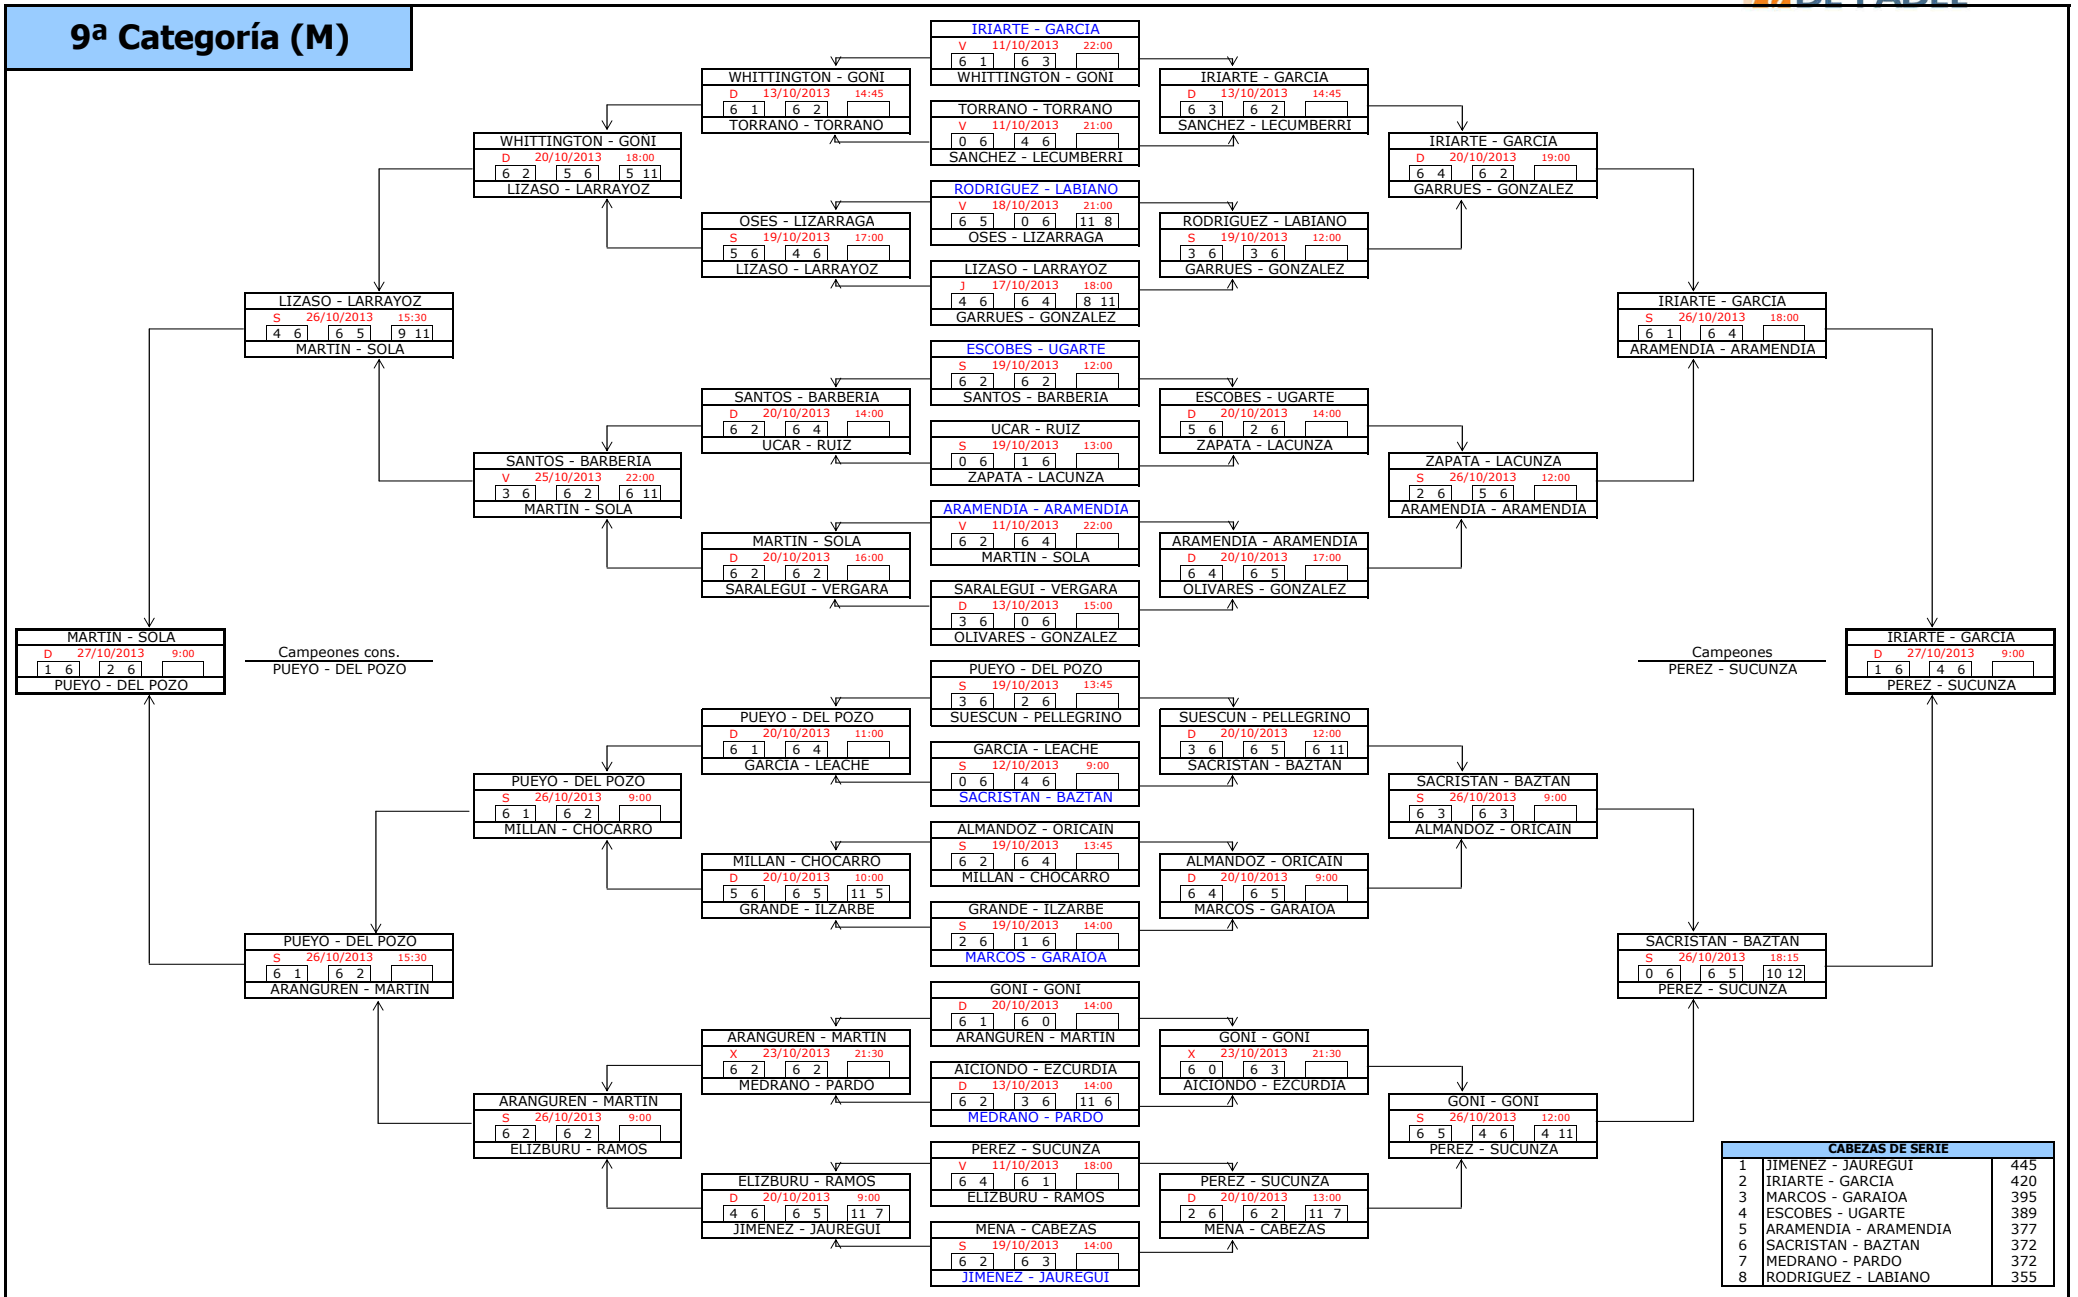 DE PADEL
9ª Categoría (M)
IRIARTE - GARCIA
V 11/10/2013 22:00
6 1 6 3
WHITTINGTON - GOÑI
TORRANO - TORRANO
V 11/10/2013 21:00
0 6 4 6
SANCHEZ - LECUMBERRI
RODRIGUEZ - LABIANO
V 18/10/2013 21:00
6 5 0 6 11 8
OSES - LIZARRAGA
LIZASO - LARRAYOZ
J 17/10/2013 18:00
4 6 6 4 8 11
GARRUES - GONZALEZ
ESCOBES - UGARTE
S 19/10/2013 12:00
6 2 6 2
SANTOS - BARBERIA
UCAR - RUIZ
S 19/10/2013 13:00
0 6 1 6
ZAPATA - LACUNZA
ARAMENDIA - ARAMENDIA
V 11/10/2013 22:00
6 2 6 4
MARTIN - SOLA
SARALEGUI - VERGARA
D 13/10/2013 15:00
3 6 0 6
OLIVARES - GONZALEZ
PUEYO - DEL POZO
S 19/10/2013 13:45
3 6 2 6
SUESCUN - PELLEGRINO
GARCIA - LEACHE
S 12/10/2013 9:00
0 6 4 6
SACRISTAN - BAZTAN
ALMANDOZ - ORICAIN
S 19/10/2013 13:45
6 2 6 4
MILLAN - CHOCARRO
GRANDE - ILZARBE
S 19/10/2013 14:00
2 6 1 6
MARCOS - GARAIOA
GOÑI - GOÑI
D 20/10/2013 14:00
6 1 6 0
ARANGUREN - MARTIN
AICIONDO - EZCURDIA
D 13/10/2013 14:00
6 2 3 6 11 6
MEDRANO - PARDO
PEREZ - SUCUNZA
V 11/10/2013 18:00
6 4 6 1
ELIZBURU - RAMOS
MENA - CABEZAS
S 19/10/2013 14:00
6 2 6 3
JIMENEZ - JAUREGUI
WHITTINGTON - GOÑI
D 13/10/2013 14:45
6 1 6 2
TORRANO - TORRANO
OSES - LIZARRAGA
S 19/10/2013 17:00
5 6 4 6
LIZASO - LARRAYOZ
SANTOS - BARBERIA
D 20/10/2013 14:00
6 2 6 4
UCAR - RUIZ
MARTIN - SOLA
D 20/10/2013 16:00
6 2 6 2
SARALEGUI - VERGARA
PUEYO - DEL POZO
D 20/10/2013 11:00
6 1 6 4
GARCIA - LEACHE
MILLAN - CHOCARRO
D 20/10/2013 10:00
5 6 6 5 11 5
GRANDE - ILZARBE
ARANGUREN - MARTIN
X 23/10/2013 21:30
6 2 6 2
MEDRANO - PARDO
ELIZBURU - RAMOS
D 20/10/2013 9:00
4 6 6 5 11 7
JIMENEZ - JAUREGUI
WHITTINGTON - GOÑI
D 20/10/2013 18:00
6 2 5 6 5 11
LIZASO - LARRAYOZ
SANTOS - BARBERIA
V 25/10/2013 22:00
3 6 6 2 6 11
MARTIN - SOLA
PUEYO - DEL POZO
S 26/10/2013 9:00
6 1 6 2
MILLAN - CHOCARRO
ARANGUREN - MARTIN
S 26/10/2013 9:00
6 2 6 2
ELIZBURU - RAMOS
LIZASO - LARRAYOZ
S 26/10/2013 15:30
4 6 6 5 9 11
MARTIN - SOLA
PUEYO - DEL POZO
S 26/10/2013 15:30
6 1 6 2
ARANGUREN - MARTIN
MARTIN - SOLA
D 27/10/2013 9:00
1 6 2 6
PUEYO - DEL POZO
Campeones cons.
PUEYO - DEL POZO
IRIARTE - GARCIA
D 13/10/2013 14:45
6 3 6 2
SANCHEZ - LECUMBERRI
RODRIGUEZ - LABIANO
S 19/10/2013 12:00
3 6 3 6
GARRUES - GONZALEZ
ESCOBES - UGARTE
D 20/10/2013 14:00
5 6 2 6
ZAPATA - LACUNZA
ARAMENDIA - ARAMENDIA
D 20/10/2013 17:00
6 4 6 5
OLIVARES - GONZALEZ
SUESCUN - PELLEGRINO
D 20/10/2013 12:00
3 6 6 5 6 11
SACRISTAN - BAZTAN
ALMANDOZ - ORICAIN
D 20/10/2013 9:00
6 4 6 5
MARCOS - GARAIOA
GOÑI - GOÑI
X 23/10/2013 21:30
6 0 6 3
AICIONDO - EZCURDIA
PEREZ - SUCUNZA
D 20/10/2013 13:00
2 6 6 2 11 7
MENA - CABEZAS
IRIARTE - GARCIA
D 20/10/2013 19:00
6 4 6 2
GARRUES - GONZALEZ
ZAPATA - LACUNZA
S 26/10/2013 12:00
2 6 5 6
ARAMENDIA - ARAMENDIA
SACRISTAN - BAZTAN
S 26/10/2013 9:00
6 3 6 3
ALMANDOZ - ORICAIN
GOÑI - GOÑI
S 26/10/2013 12:00
6 5 4 6 4 11
PEREZ - SUCUNZA
IRIARTE - GARCIA
S 26/10/2013 18:00
6 1 6 4
ARAMENDIA - ARAMENDIA
SACRISTAN - BAZTAN
S 26/10/2013 18:15
0 6 6 5 10 12
PEREZ - SUCUNZA
Campeones
PEREZ - SUCUNZA
IRIARTE - GARCIA
D 27/10/2013 9:00
1 6 4 6
PEREZ - SUCUNZA
CABEZAS DE SERIE
1 JIMENEZ - JAUREGUI 445
2 IRIARTE - GARCIA 420
3 MARCOS - GARAIOA 395
4 ESCOBES - UGARTE 389
5 ARAMENDIA - ARAMENDIA 377
6 SACRISTAN - BAZTAN 372
7 MEDRANO - PARDO 372
8 RODRIGUEZ - LABIANO 355